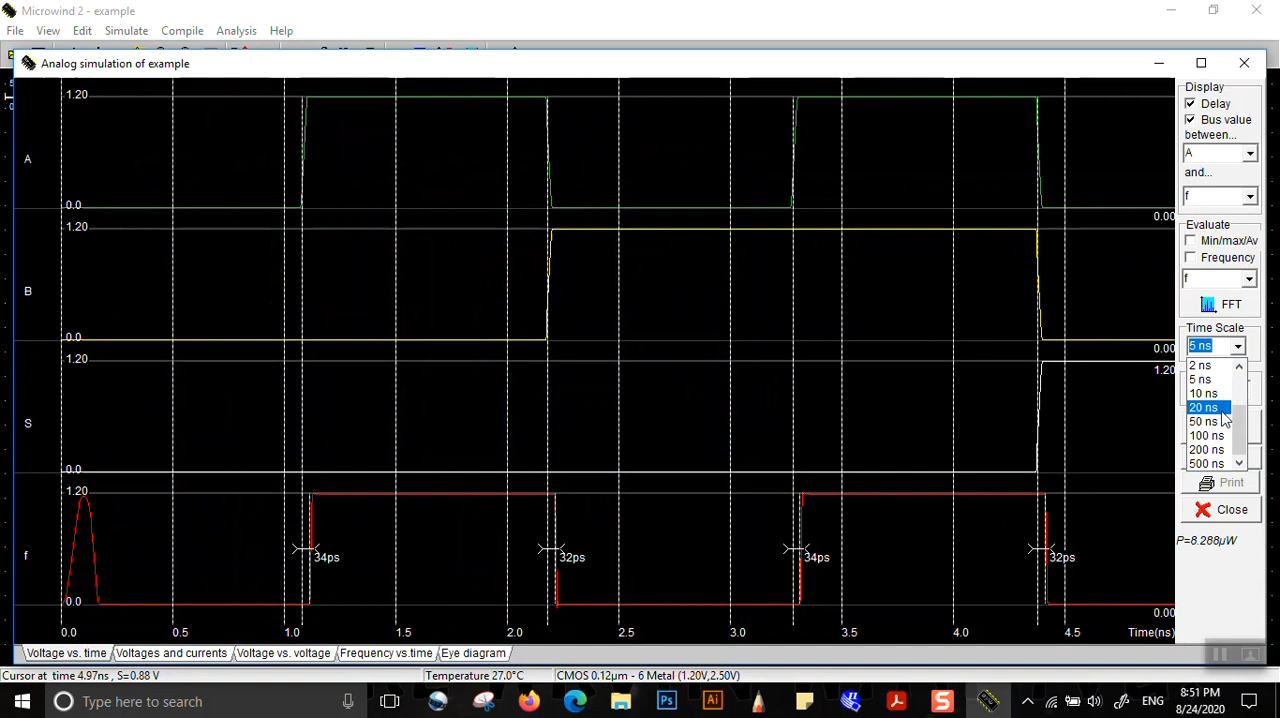 Microwind 2 - example
File View Edit Simulate Compile Analysis Help
Analog simulation of example
1.20
A
0.0
0.00
1.20
B
0.0
0.00
1.20
1.20
S
0.0
1.20
f
34ps
32ps
34ps
32ps
0.0
0.00
0.0 0.5 1.0 1.5 2.0 2.5 3.0 3.5 4.0 4.5 Time(ns)
Display
Delay
Bus value
between...
A
and...
f
Evaluate
Min/max/Av
Frequency
f
FFT
Time Scale
5 ns
2 ns
5 ns
10 ns
20 ns
50 ns
100 ns
200 ns
500 ns
Print
Close
P=8.288µW
Voltage vs. time Voltages and currents Voltage vs. voltage Frequency vs.time Eye diagram
Cursor at time 4.97ns, S=0.88 V Temperature 27.0°C CMOS 0.12µm - 6 Metal (1.20V,2.50V)
Type here to search
Ps
Ai
S
ENG
8:51 PM
8/24/2020